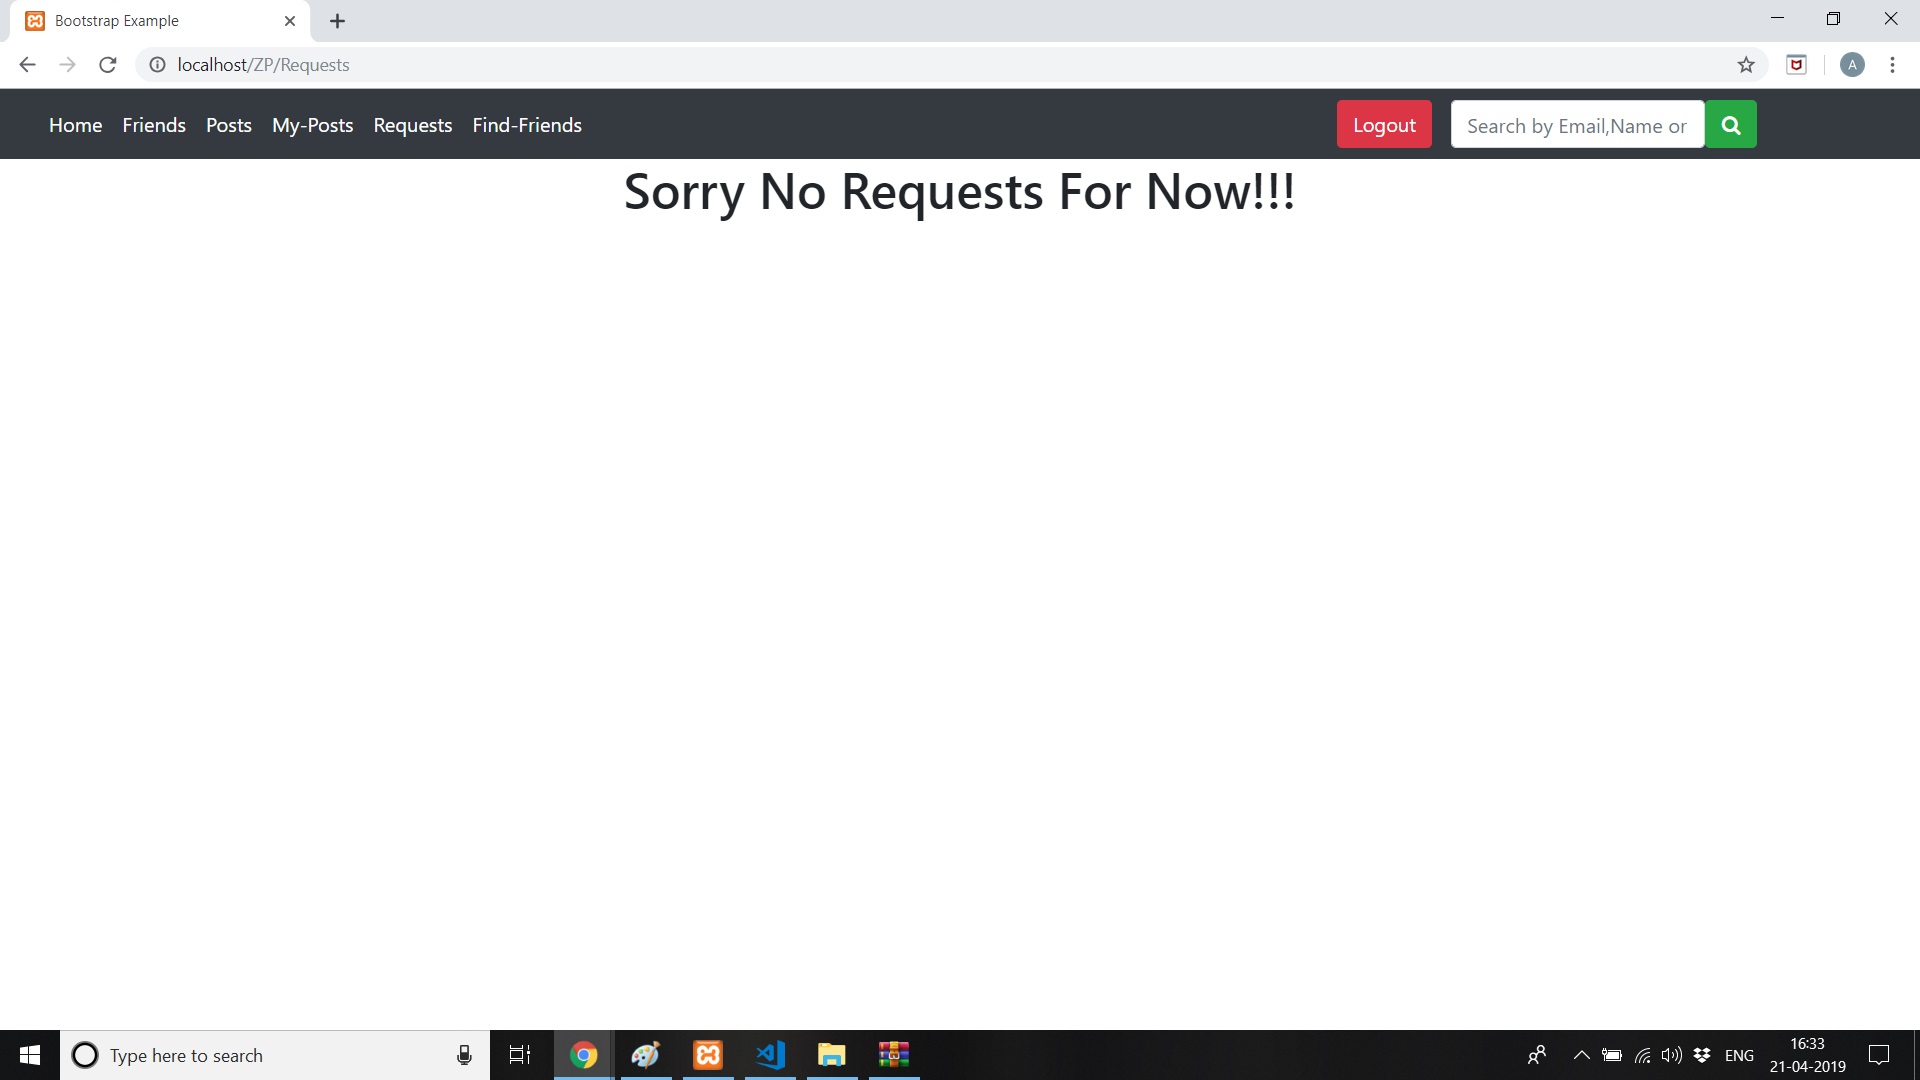 Bootstrap Example
localhost/ZP/Requests
A
Home Friends Posts My-Posts Requests Find-Friends Logout Search by Email,Name or
Sorry No Requests For Now!!!
Type here to search
ENG
16:33
21-04-2019